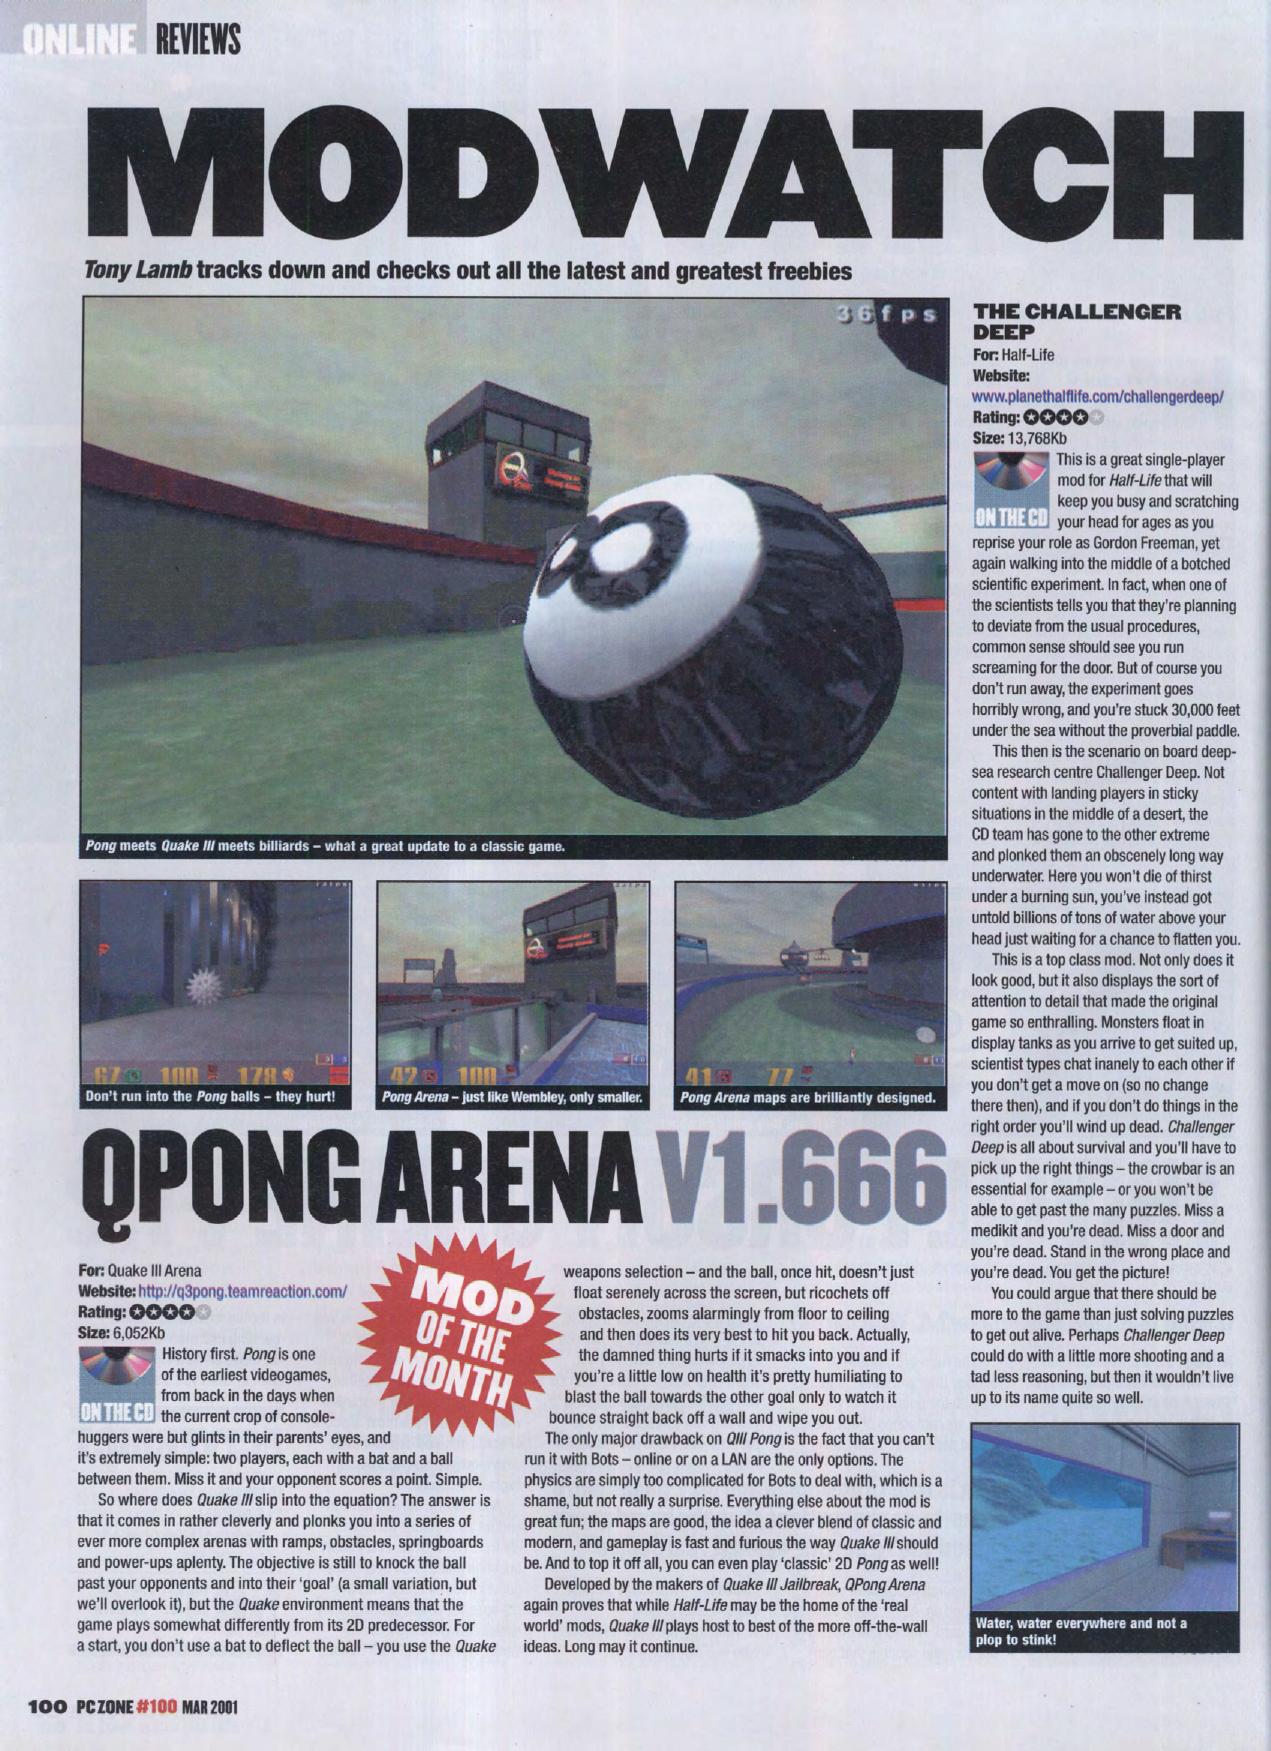 ONLINE REVIEWS
MODWATCH
Tony Lamb tracks down and checks out all the latest and greatest freebies
36fps
Pong meets Quake III meets billiards – what a great update to a classic game.
67 100 178
Don't run into the Pong balls – they hurt!
42 100
Pong Arena – just like Wembley, only smaller.
41 77
Pong Arena maps are brilliantly designed.
QPONG ARENA V1.666
For: Quake III Arena
Website: http://q3pong.teamreaction.com/
Rating:
Size: 6,052Kb
ON THE CD
MOD
OF THE
MONTH
History first. Pong is one
of the earliest videogames,
from back in the days when
the current crop of console-
huggers were but glints in their parents' eyes, and
it's extremely simple: two players, each with a bat and a ball
between them. Miss it and your opponent scores a point. Simple.
So where does Quake III slip into the equation? The answer is
that it comes in rather cleverly and plonks you into a series of
ever more complex arenas with ramps, obstacles, springboards
and power-ups aplenty. The objective is still to knock the ball
past your opponents and into their 'goal' (a small variation, but
we'll overlook it), but the Quake environment means that the
game plays somewhat differently from its 2D predecessor. For
a start, you don't use a bat to deflect the ball – you use the Quake
weapons selection – and the ball, once hit, doesn't just
float serenely across the screen, but ricochets off
obstacles, zooms alarmingly from floor to ceiling
and then does its very best to hit you back. Actually,
the damned thing hurts if it smacks into you and if
you're a little low on health it's pretty humiliating to
blast the ball towards the other goal only to watch it
bounce straight back off a wall and wipe you out.
The only major drawback on QIII Pong is the fact that you can't
run it with Bots – online or on a LAN are the only options. The
physics are simply too complicated for Bots to deal with, which is a
shame, but not really a surprise. Everything else about the mod is
great fun; the maps are good, the idea a clever blend of classic and
modern, and gameplay is fast and furious the way Quake III should
be. And to top it off all, you can even play 'classic' 2D Pong as well!
Developed by the makers of Quake III Jailbreak, QPong Arena
again proves that while Half-Life may be the home of the 'real
world' mods, Quake III plays host to best of the more off-the-wall
ideas. Long may it continue.
THE CHALLENGER
DEEP
For: Half-Life
Website:
www.planethalflife.com/challengerdeep/
Rating:
Size: 13,768Kb
ON THE CD
This is a great single-player
mod for Half-Life that will
keep you busy and scratching
your head for ages as you
reprise your role as Gordon Freeman, yet
again walking into the middle of a botched
scientific experiment. In fact, when one of
the scientists tells you that they're planning
to deviate from the usual procedures,
common sense should see you run
screaming for the door. But of course you
don't run away, the experiment goes
horribly wrong, and you're stuck 30,000 feet
under the sea without the proverbial paddle.
This then is the scenario on board deep-
sea research centre Challenger Deep. Not
content with landing players in sticky
situations in the middle of a desert, the
CD team has gone to the other extreme
and plonked them an obscenely long way
underwater. Here you won't die of thirst
under a burning sun, you've instead got
untold billions of tons of water above your
head just waiting for a chance to flatten you.
This is a top class mod. Not only does it
look good, but it also displays the sort of
attention to detail that made the original
game so enthralling. Monsters float in
display tanks as you arrive to get suited up,
scientist types chat inanely to each other if
you don't get a move on (so no change
there then), and if you don't do things in the
right order you'll wind up dead. Challenger
Deep is all about survival and you'll have to
pick up the right things – the crowbar is an
essential for example – or you won't be
able to get past the many puzzles. Miss a
medikit and you're dead. Miss a door and
you're dead. Stand in the wrong place and
you're dead. You get the picture!
You could argue that there should be
more to the game than just solving puzzles
to get out alive. Perhaps Challenger Deep
could do with a little more shooting and a
tad less reasoning, but then it wouldn't live
up to its name quite so well.
Water, water everywhere and not a
plop to stink!
100 PCZONE #100 MAR 2001